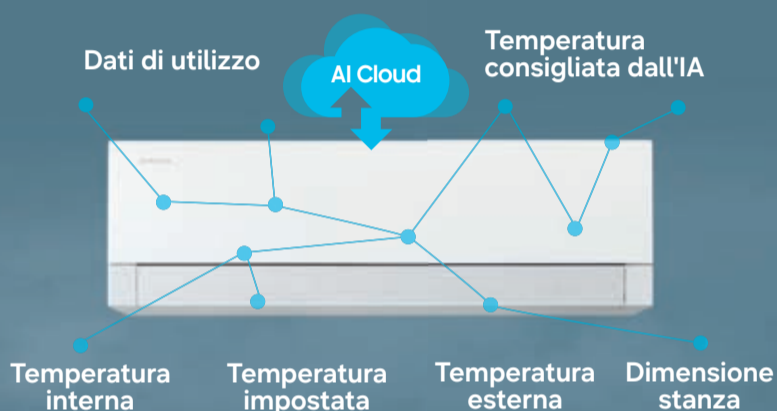 Dati di utilizzo
AI Cloud
Temperatura
consigliata dall'IA
Temperatura
interna
Temperatura
impostata
Temperatura
esterna
Dimensione
stanza